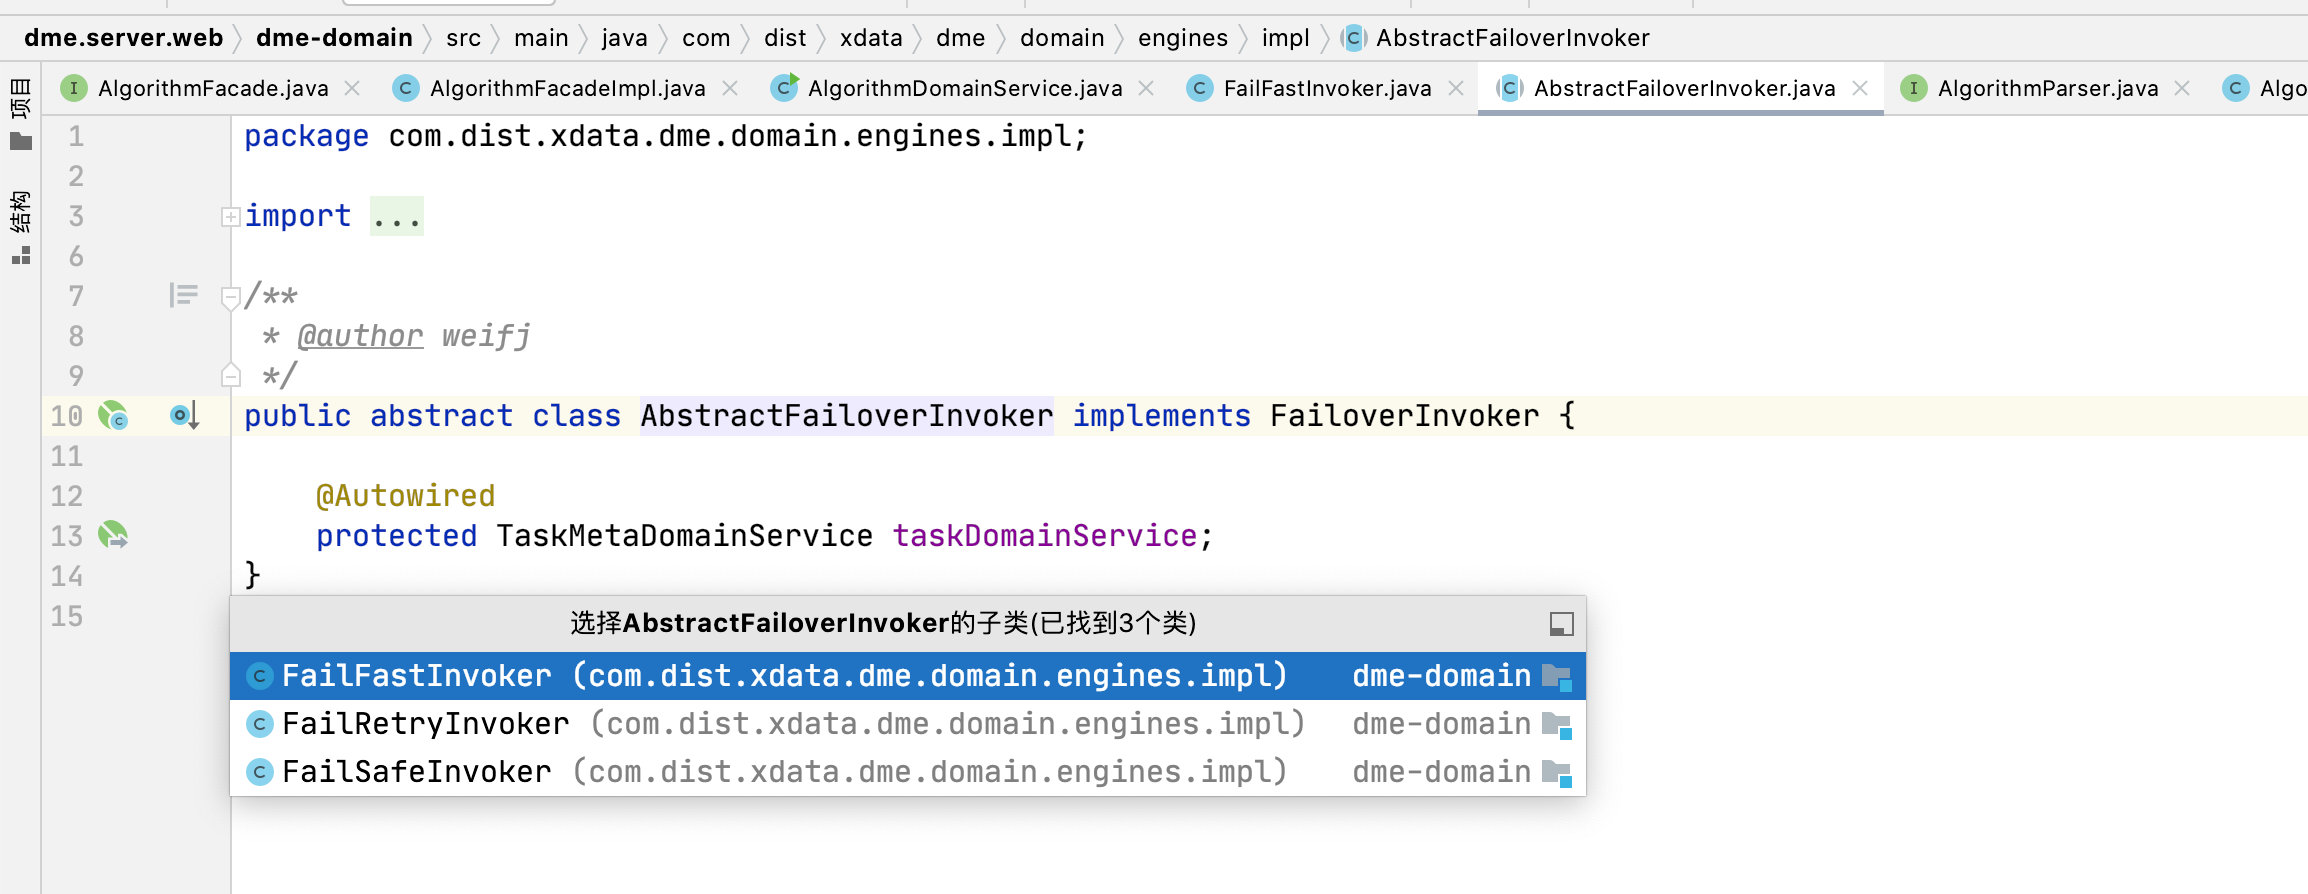 dme.server.web dme-domain src main java com dist xdata dme domain engines impl AbstractFailoverInvoker
AlgorithmFacade.java AlgorithmFacadeImpl.java AlgorithmDomainService.java FailFastInvoker.java AbstractFailoverInvoker.java AlgorithmParser.java Algo
项目
结构
1 package com.dist.xdata.dme.domain.engines.impl;
2
3 import ...
6
7 /**
8 * @author weifj
9 */
10 public abstract class AbstractFailoverInvoker implements FailoverInvoker {
11
12 @Autowired
13 protected TaskMetaDomainService taskDomainService;
14 }
15
选择AbstractFailoverInvoker的子类(已找到3个类)
FailFastInvoker (com.dist.xdata.dme.domain.engines.impl) dme-domain
FailRetryInvoker (com.dist.xdata.dme.domain.engines.impl) dme-domain
FailSafeInvoker (com.dist.xdata.dme.domain.engines.impl) dme-domain